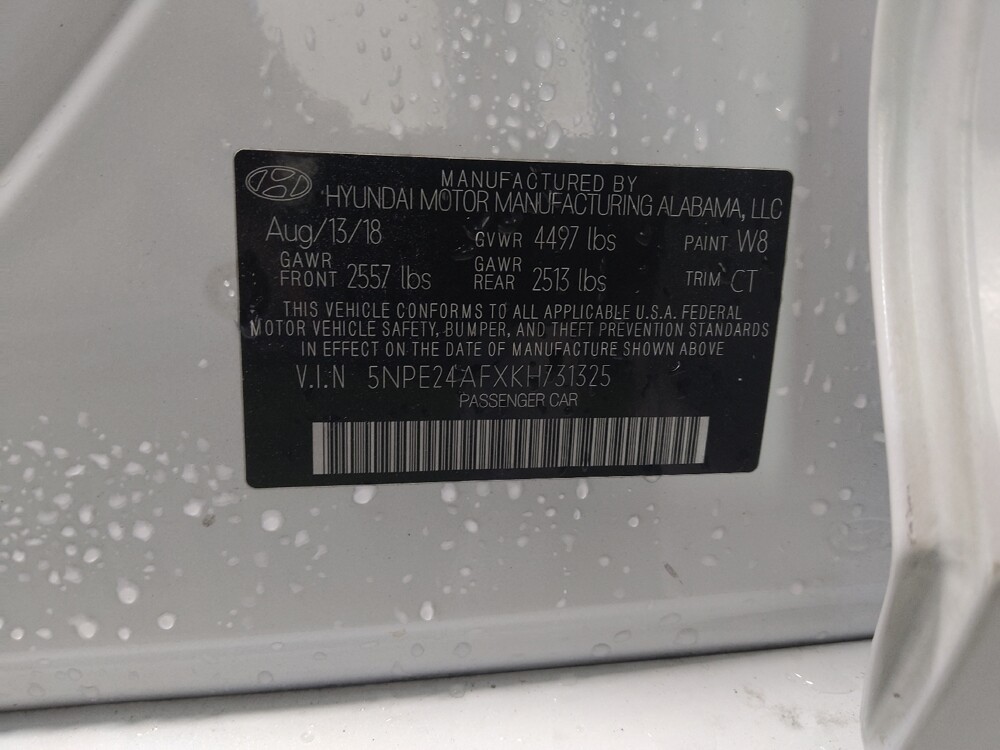 MANUFACTURED BY
HYUNDAI MOTOR MANUFACTURING ALABAMA, LLC
Aug/13/18 GVWR 4497 lbs PAINT W8
GAWR FRONT 2557 lbs GAWR REAR 2513 lbs TRIM CT
THIS VEHICLE CONFORMS TO ALL APPLICABLE U.S.A. FEDERAL
MOTOR VEHICLE SAFETY, BUMPER, AND THEFT PREVENTION STANDARDS
IN EFFECT ON THE DATE OF MANUFACTURE SHOWN ABOVE
V.I.N 5NPE24AFXKH731325
PASSENGER CAR